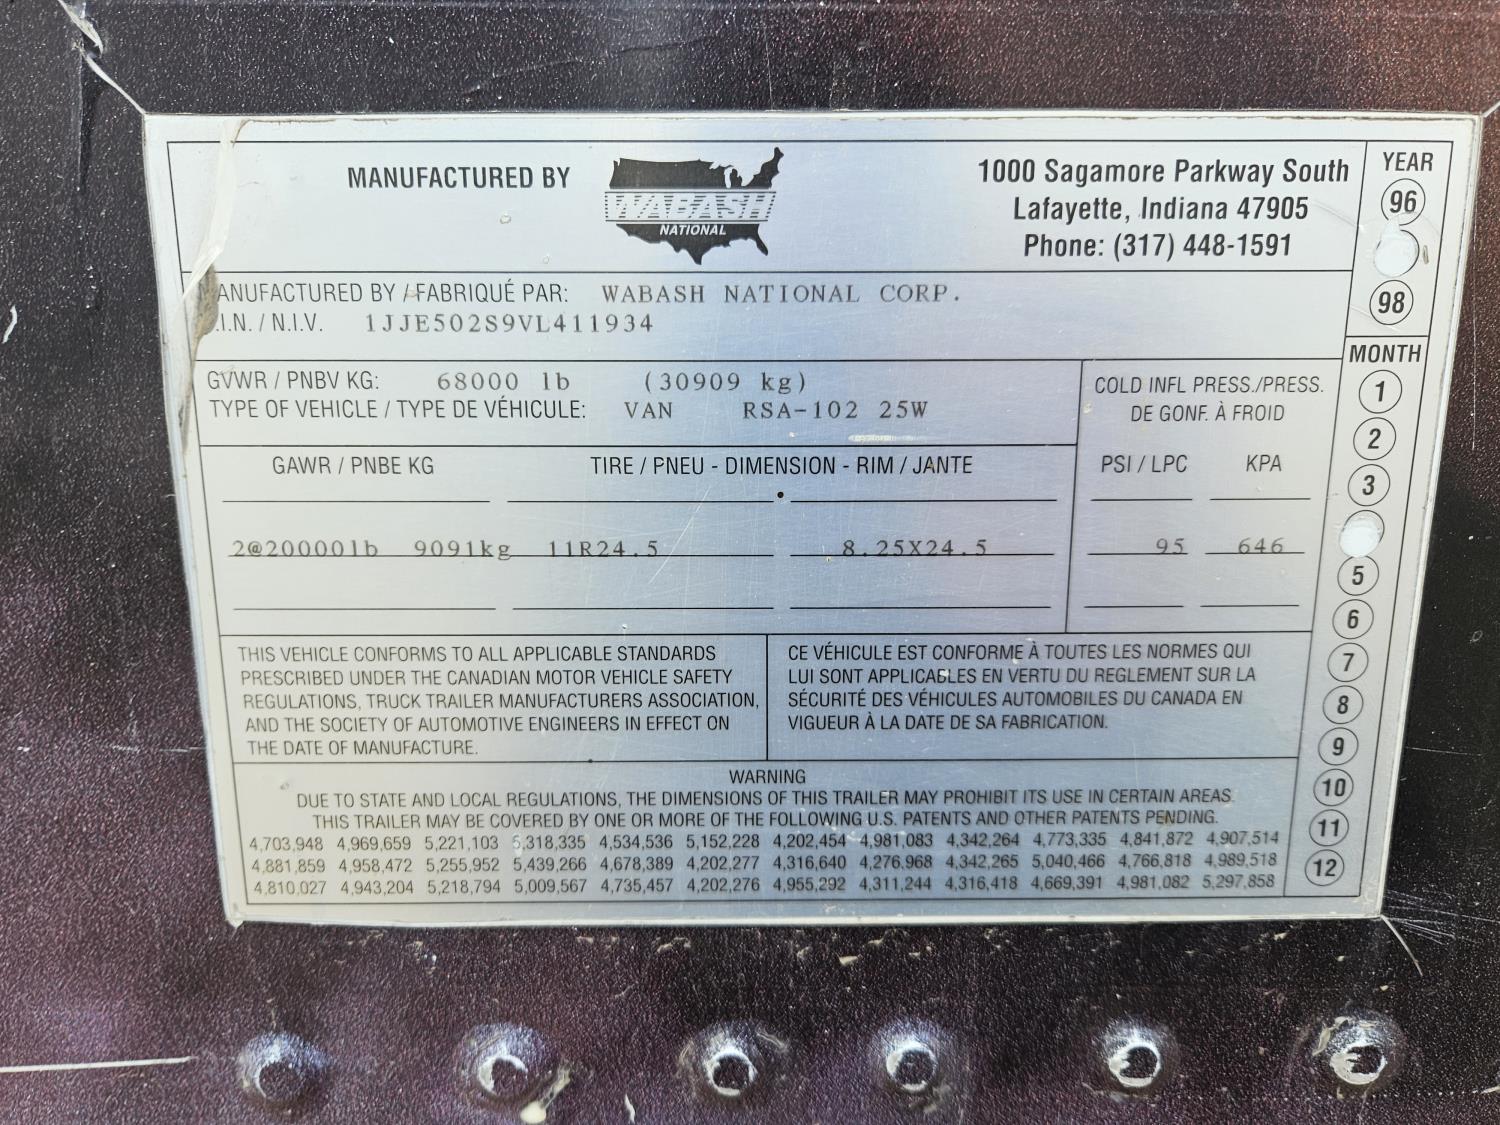 MANUFACTURED BY
WABASH
NATIONAL
1000 Sagamore Parkway South
Lafayette, Indiana 47905
Phone: (317) 448-1591
YEAR
96
98
MANUFACTURED BY / FABRIQUÉ PAR: WABASH NATIONAL CORP.
.I.N. / N.I.V. 1JJE502S9VL411934
GVWR / PNBV KG: 68000 lb (30909 kg)
TYPE OF VEHICLE / TYPE DE VÉHICULE: VAN RSA-102 25W
COLD INFL PRESS./PRESS.
DE GONF. À FROID
GAWR / PNBE KG TIRE / PNEU - DIMENSION - RIM / JANTE PSI / LPC KPA
2@20000lb 9091kg 11R24.5 8.25X24.5 95 646
MONTH
1
2
3
5
6
7
8
9
10
11
12
THIS VEHICLE CONFORMS TO ALL APPLICABLE STANDARDS
PRESCRIBED UNDER THE CANADIAN MOTOR VEHICLE SAFETY
REGULATIONS, TRUCK TRAILER MANUFACTURERS ASSOCIATION,
AND THE SOCIETY OF AUTOMOTIVE ENGINEERS IN EFFECT ON
THE DATE OF MANUFACTURE.
CE VÉHICULE EST CONFORME À TOUTES LES NORMES QUI
LUI SONT APPLICABLES EN VERTU DU REGLEMENT SUR LA
SÉCURITÉ DES VÉHICULES AUTOMOBILES DU CANADA EN
VIGUEUR À LA DATE DE SA FABRICATION.
WARNING
DUE TO STATE AND LOCAL REGULATIONS, THE DIMENSIONS OF THIS TRAILER MAY PROHIBIT ITS USE IN CERTAIN AREAS
THIS TRAILER MAY BE COVERED BY ONE OR MORE OF THE FOLLOWING U.S. PATENTS AND OTHER PATENTS PENDING.
4,703,948 4,969,659 5,221,103 5,318,335 4,534,536 5,152,228 4,202,454 4,981,083 4,342,264 4,773,335 4,841,872 4,907,514
4,881,859 4,958,472 5,255,952 5,439,266 4,678,389 4,202,277 4,316,640 4,276,968 4,342,265 5,040,466 4,766,818 4,989,518
4,810,027 4,943,204 5,218,794 5,009,567 4,735,457 4,202,276 4,955,292 4,311,244 4,316,418 4,669,391 4,981,082 5,297,858